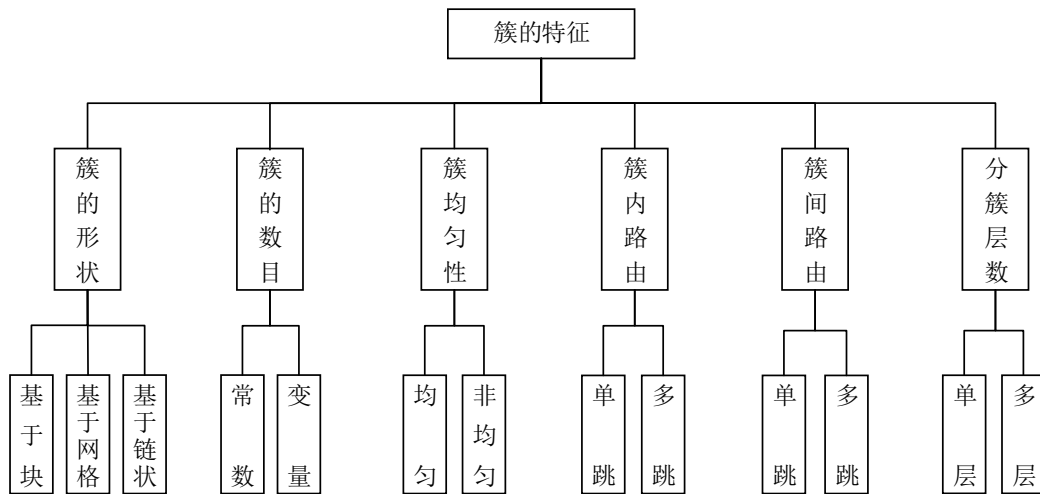 簇的特征
簇的形状
簇的数目
簇均匀性
簇内路由
簇间路由
分簇层数
基于块
基于网格
基于链状
常数
变量
均匀
非均匀
单跳
多跳
单跳
多跳
单层
多层